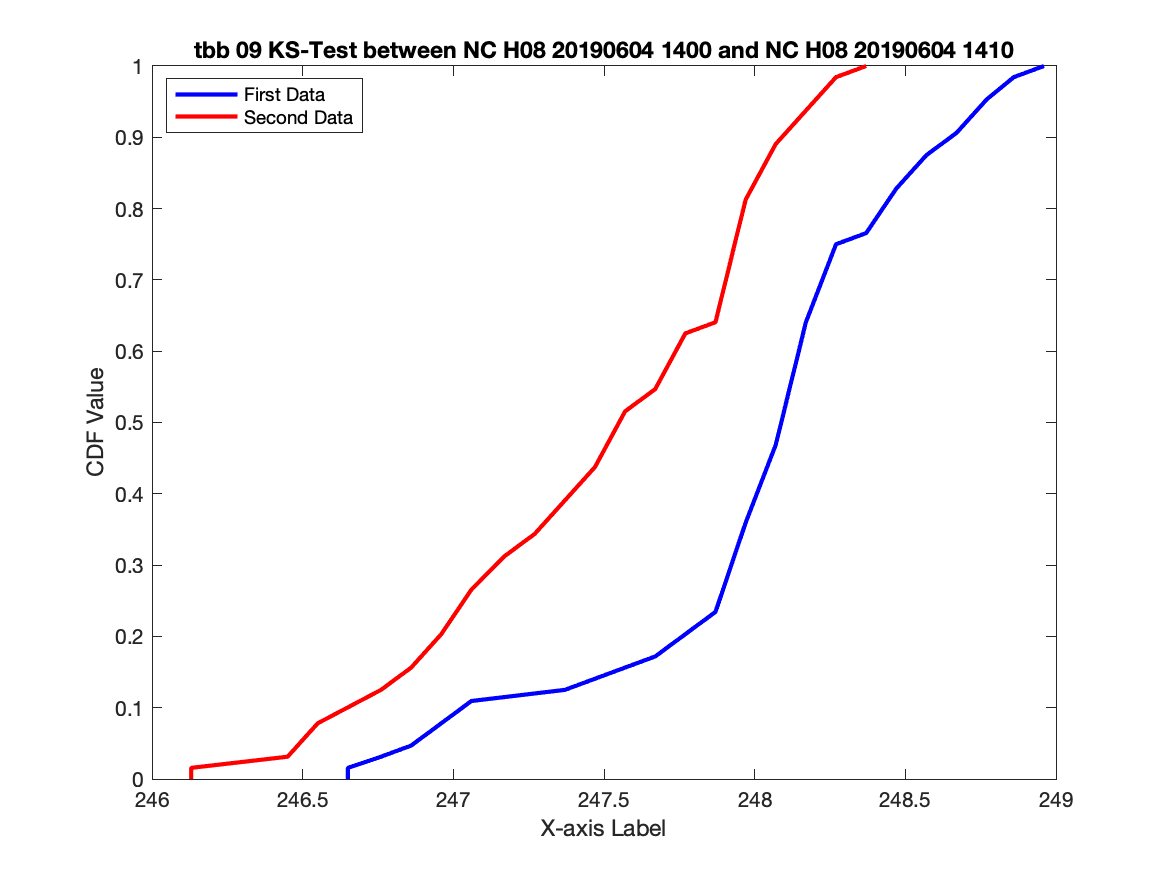 tbb 09 KS-Test between NC H08 20190604 1400 and NC H08 20190604 1410
First Data
Second Data
CDF Value
1
0.9
0.8
0.7
0.6
0.5
0.4
0.3
0.2
0.1
0
246 246.5 247 247.5 248 248.5 249
X-axis Label